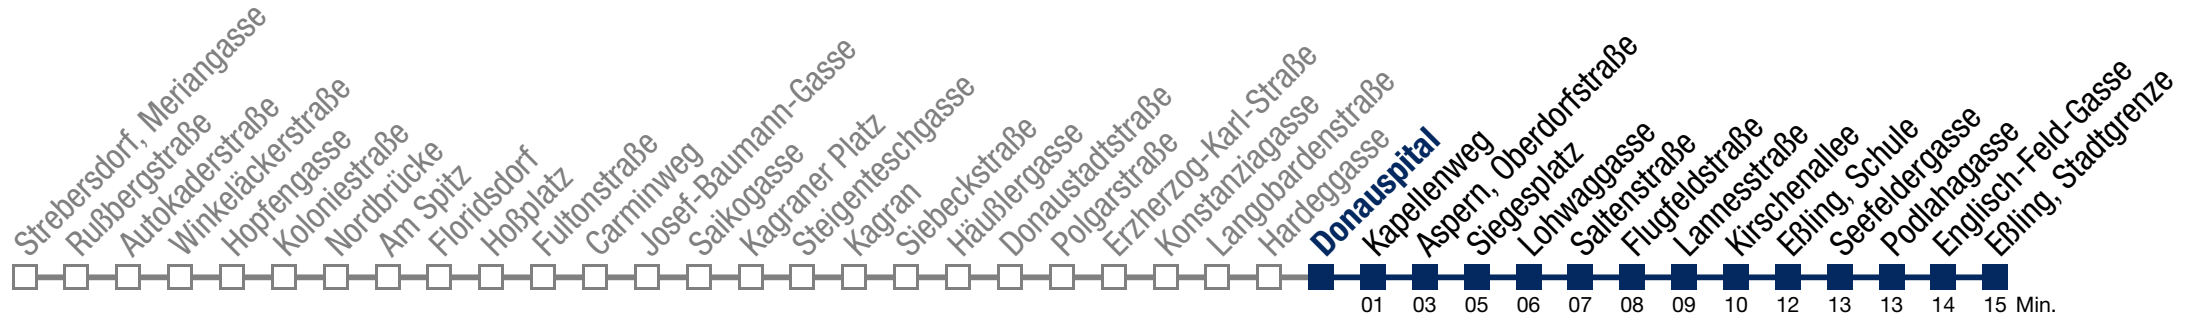 Strebersdorf, Meriangasse
Rußbergstraße
Autokaderstraße
Winkeläckerstraße
Hopfengasse
Koloniestraße
Nordbrücke
Am Spitz
Floridsdorf
Hoßplatz
Fultonstraße
Carminweg
Josef-Baumann-Gasse
Saikogasse
Kagraner Platz
Steigenteschgasse
Kagran
Siebeckstraße
Häußlergasse
Donaustadtstraße
Polgarstraße
Erzherzog-Karl-Straße
Konstanziagasse
Langobardenstraße
Hardeggasse
Donauspital
Kapellenweg
Aspern, Oberdorfstraße
Siegesplatz
Lohwaggasse
Saltenstraße
Flugfeldstraße
Lannesstraße
Kirschenallee
Eßling, Schule
Seefeldergasse
Podlahagasse
Englisch-Feld-Gasse
Eßling, Stadtgrenze
01 03 05 06 07 08 09 10 12 13 13 14 15 Min.